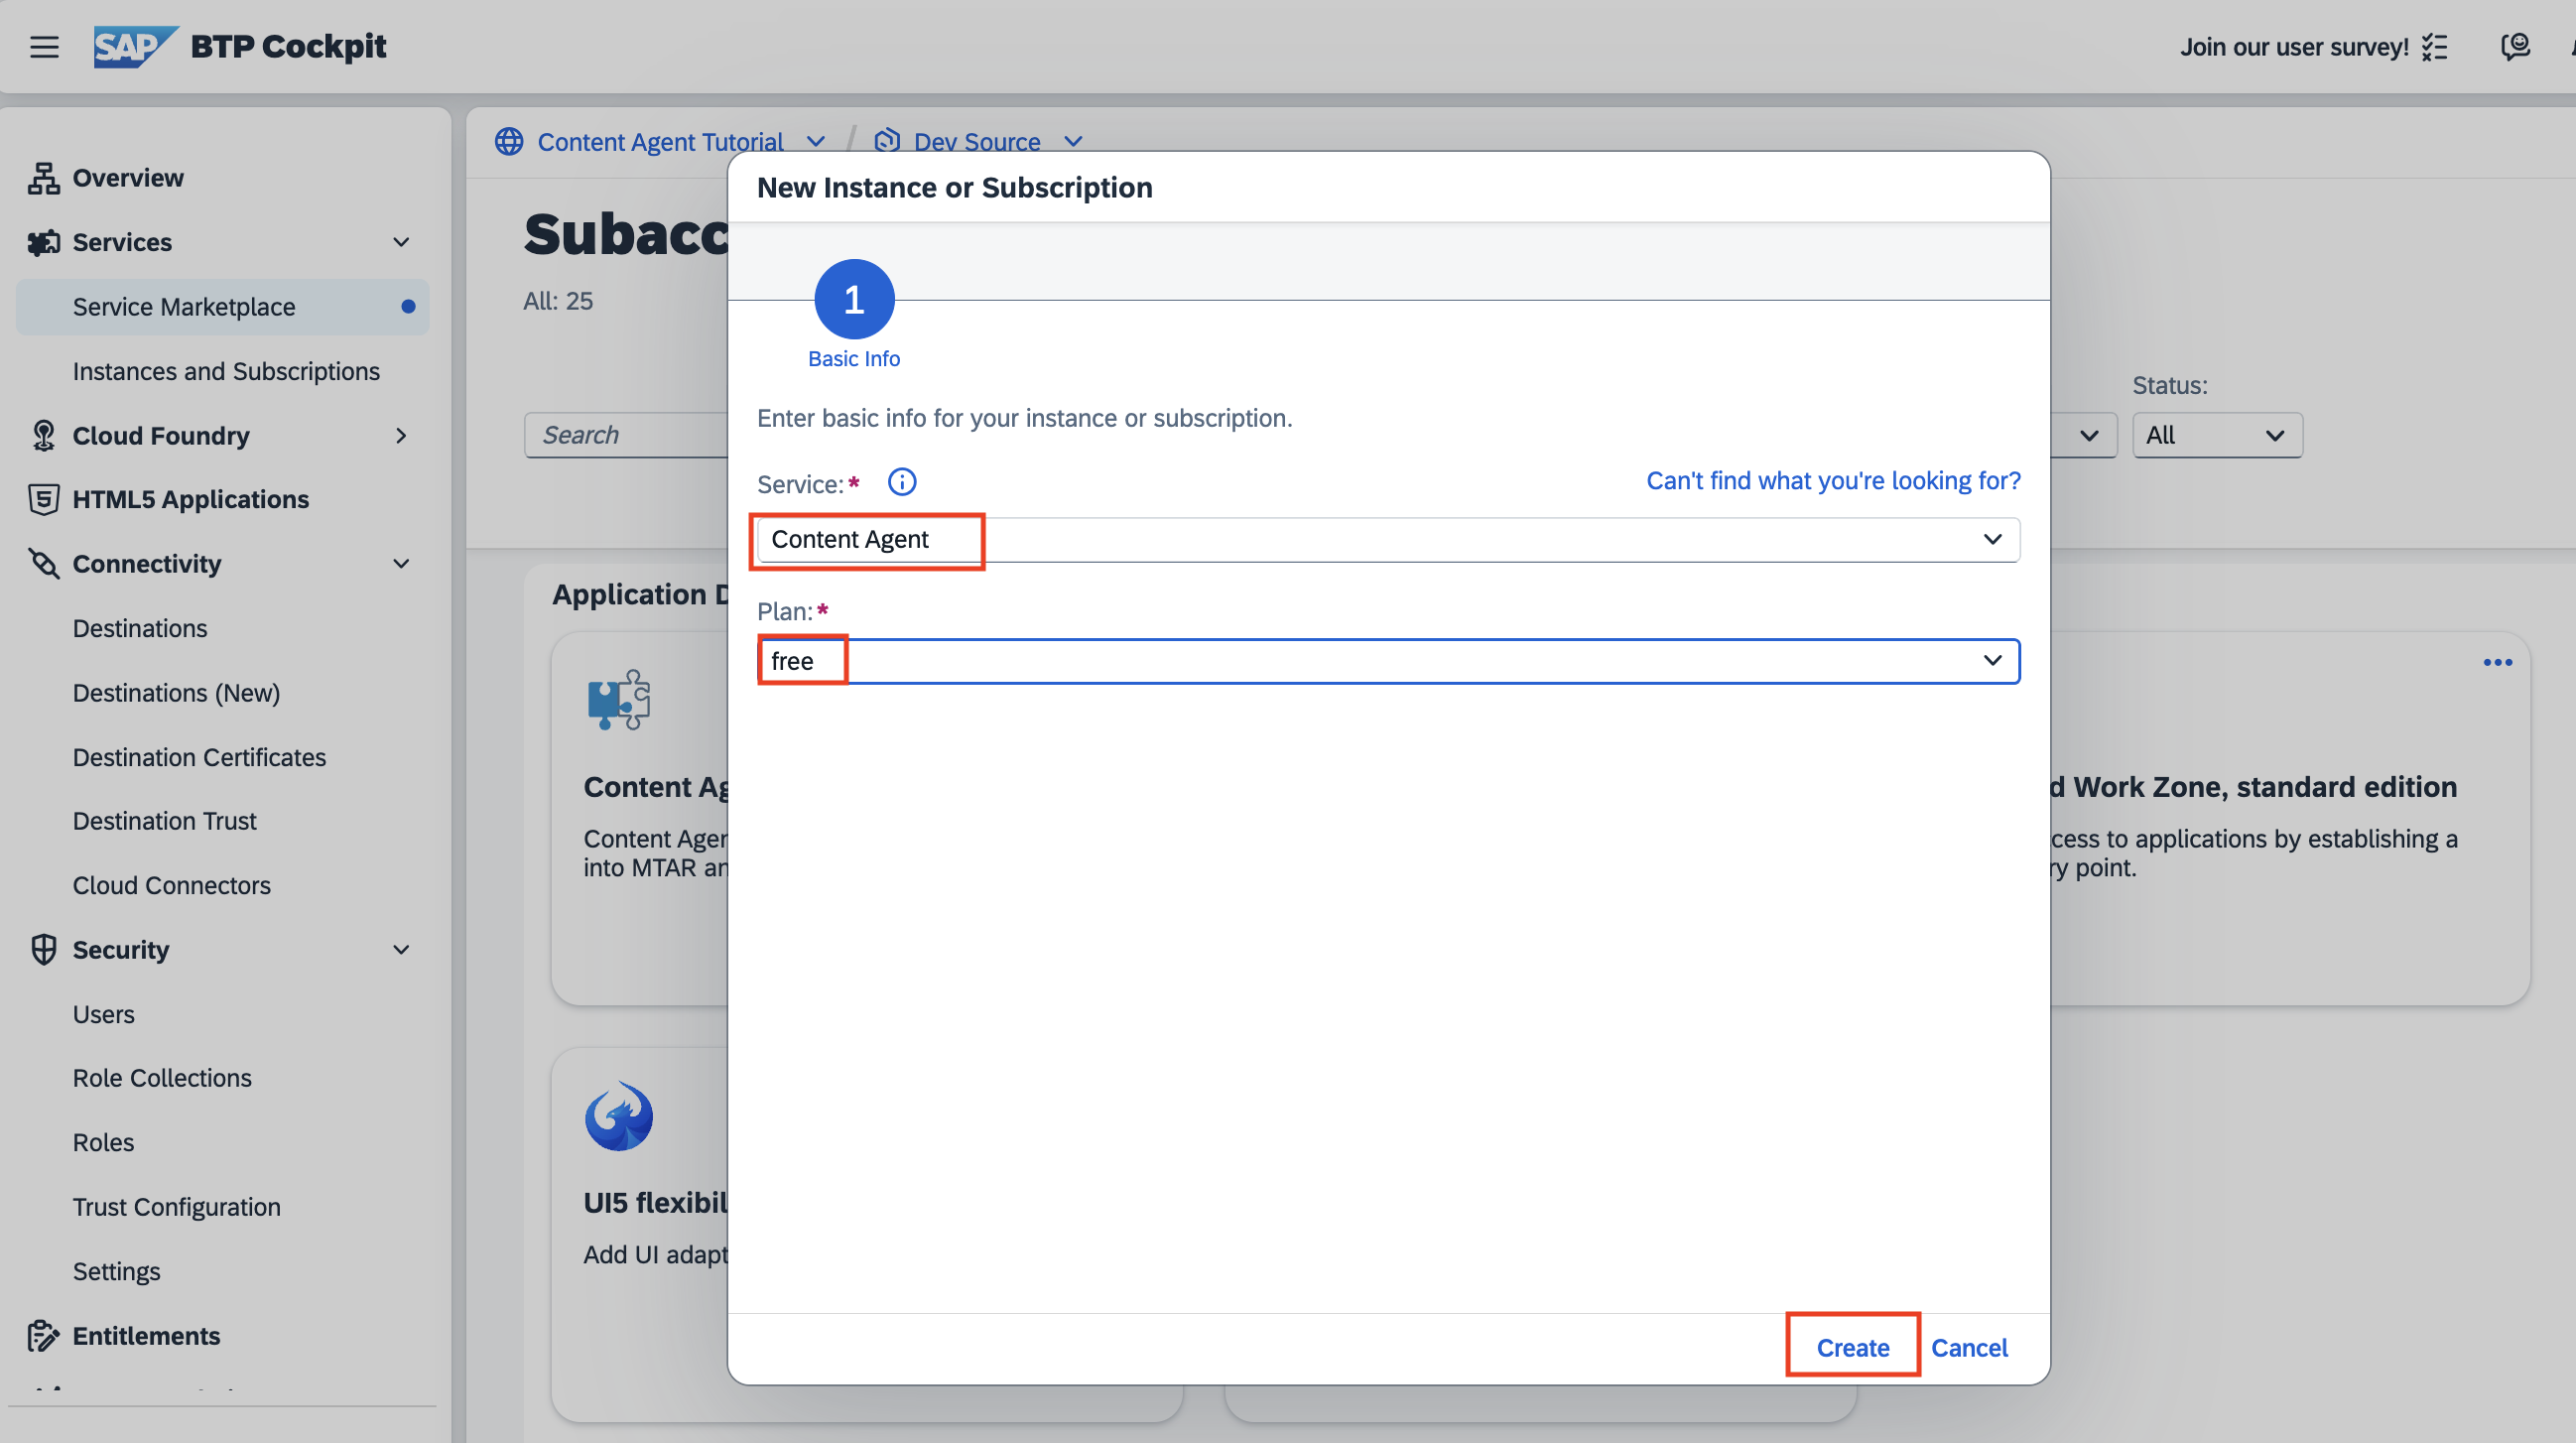 SAP BTP Cockpit
Join our user survey!
Overview
Services
Service Marketplace
Instances and Subscriptions
Cloud Foundry
HTML5 Applications
Connectivity
Destinations
Destinations (New)
Destination Certificates
Destination Trust
Cloud Connectors
Security
Users
Role Collections
Roles
Trust Configuration
Settings
Entitlements
Content Agent Tutorial / Dev Source
Subacc
All: 25
Search
Status:
All
Application D
Content Ag
Content Agen
into MTAR an
UI5 flexibil
Add UI adapt
d Work Zone, standard edition
cess to applications by establishing a
ry point.
New Instance or Subscription
1
Basic Info
Enter basic info for your instance or subscription.
Service:*
Can't find what you're looking for?
Content Agent
Plan:*
free
Create
Cancel